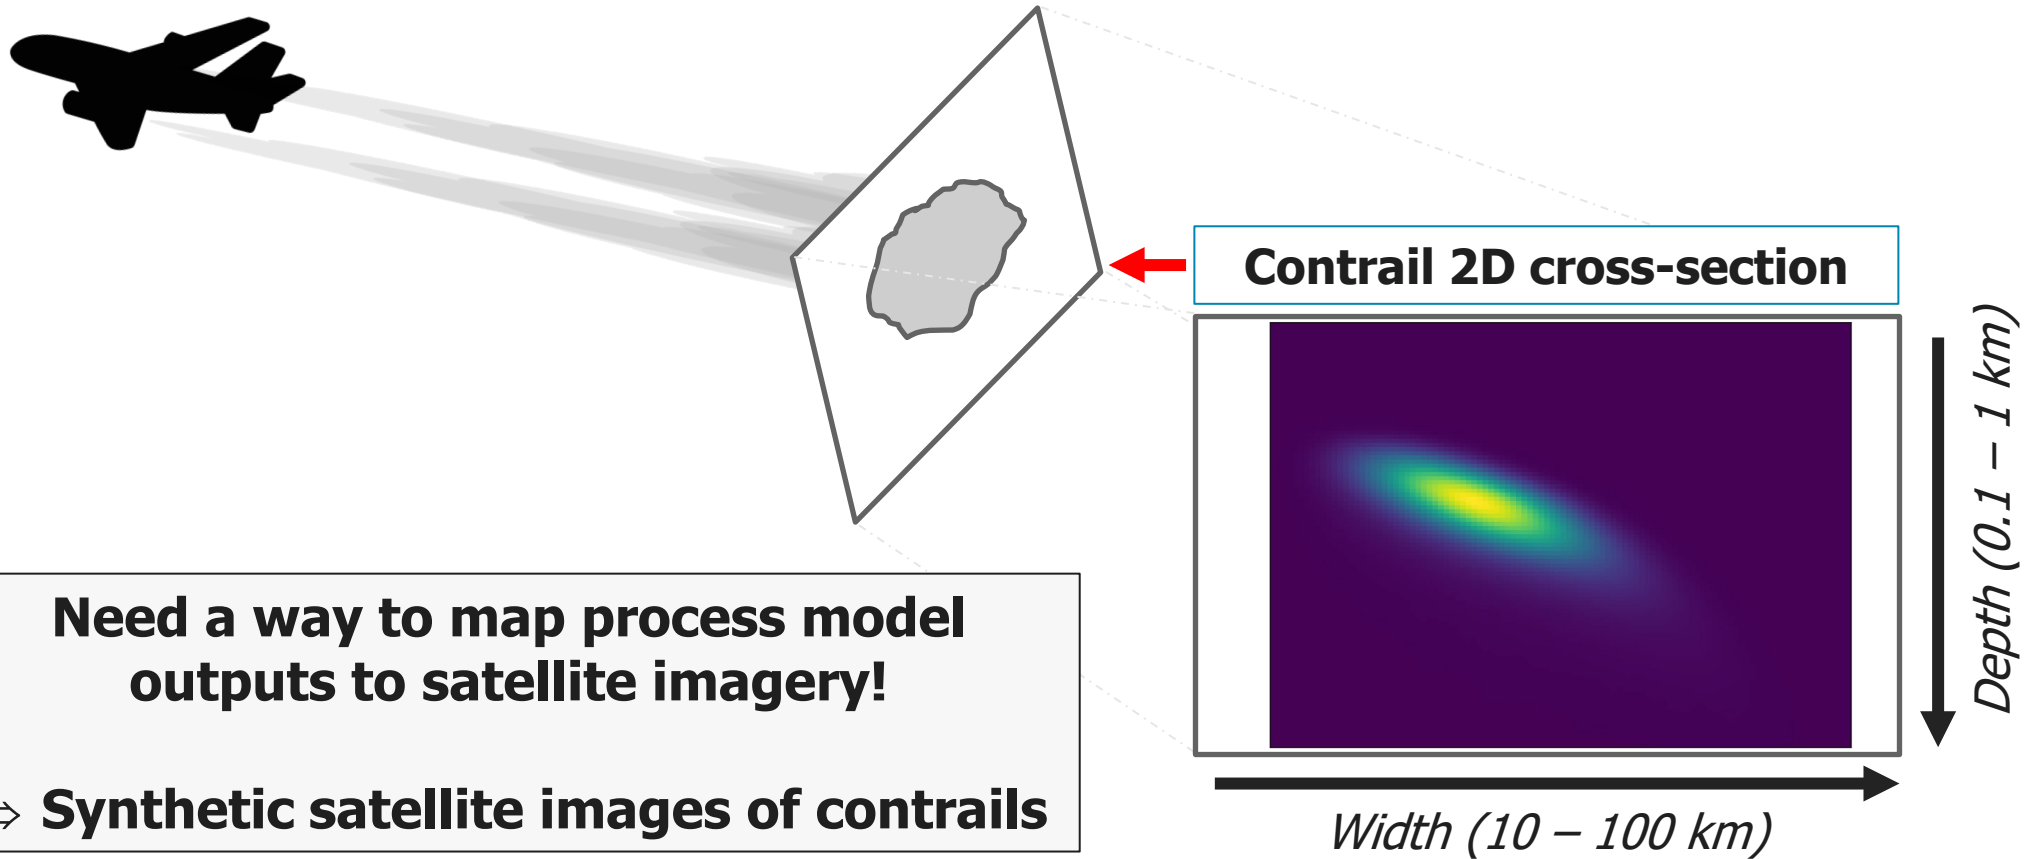 Contrail 2D cross-section
Depth (0.1 – 1 km)
Width (10 – 100 km)
Need a way to map process model
outputs to satellite imagery!
⇨ Synthetic satellite images of contrails